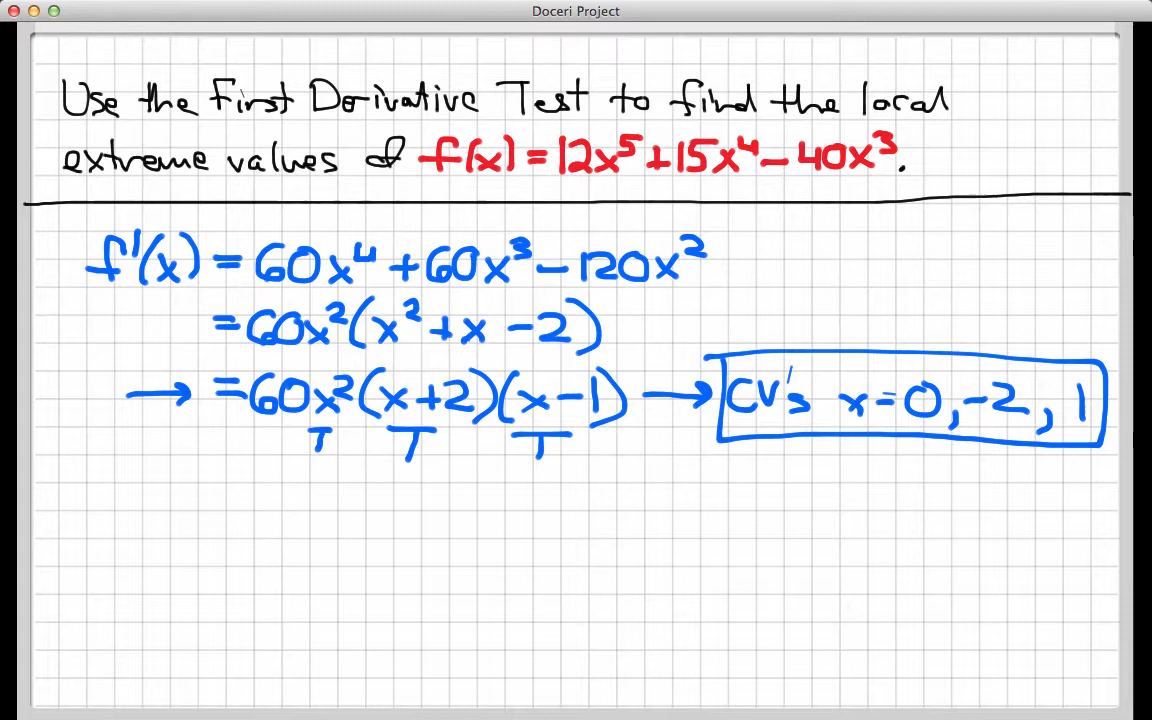 Doceri Project
Use the First Derivative Test to find the local
extreme values of f(x) = 12x⁵ + 15x⁴ − 40x³.
f'(x) = 60x⁴ + 60x³ − 120x²
= 60x²(x² + x − 2)
→ = 60x²(x+2)(x−1) → CV's x = 0, −2, 1